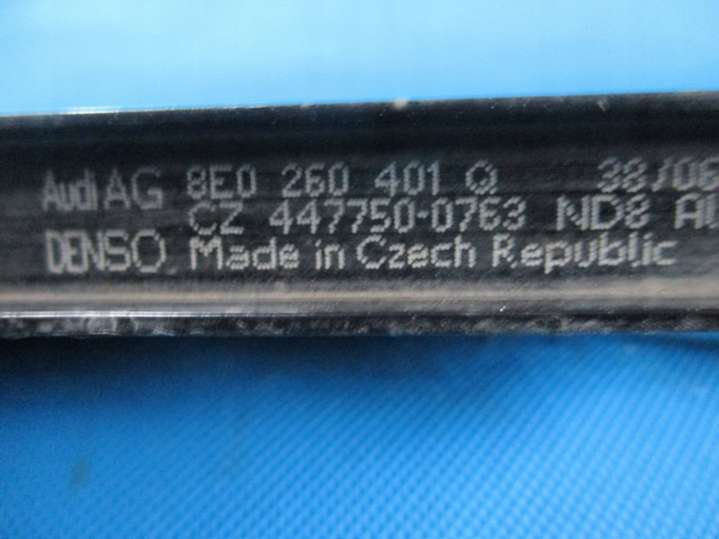 Audi AG 8E0 260 401 Q 38/06
CZ 447750-0763 ND8
DENSO Made in Czech Republic